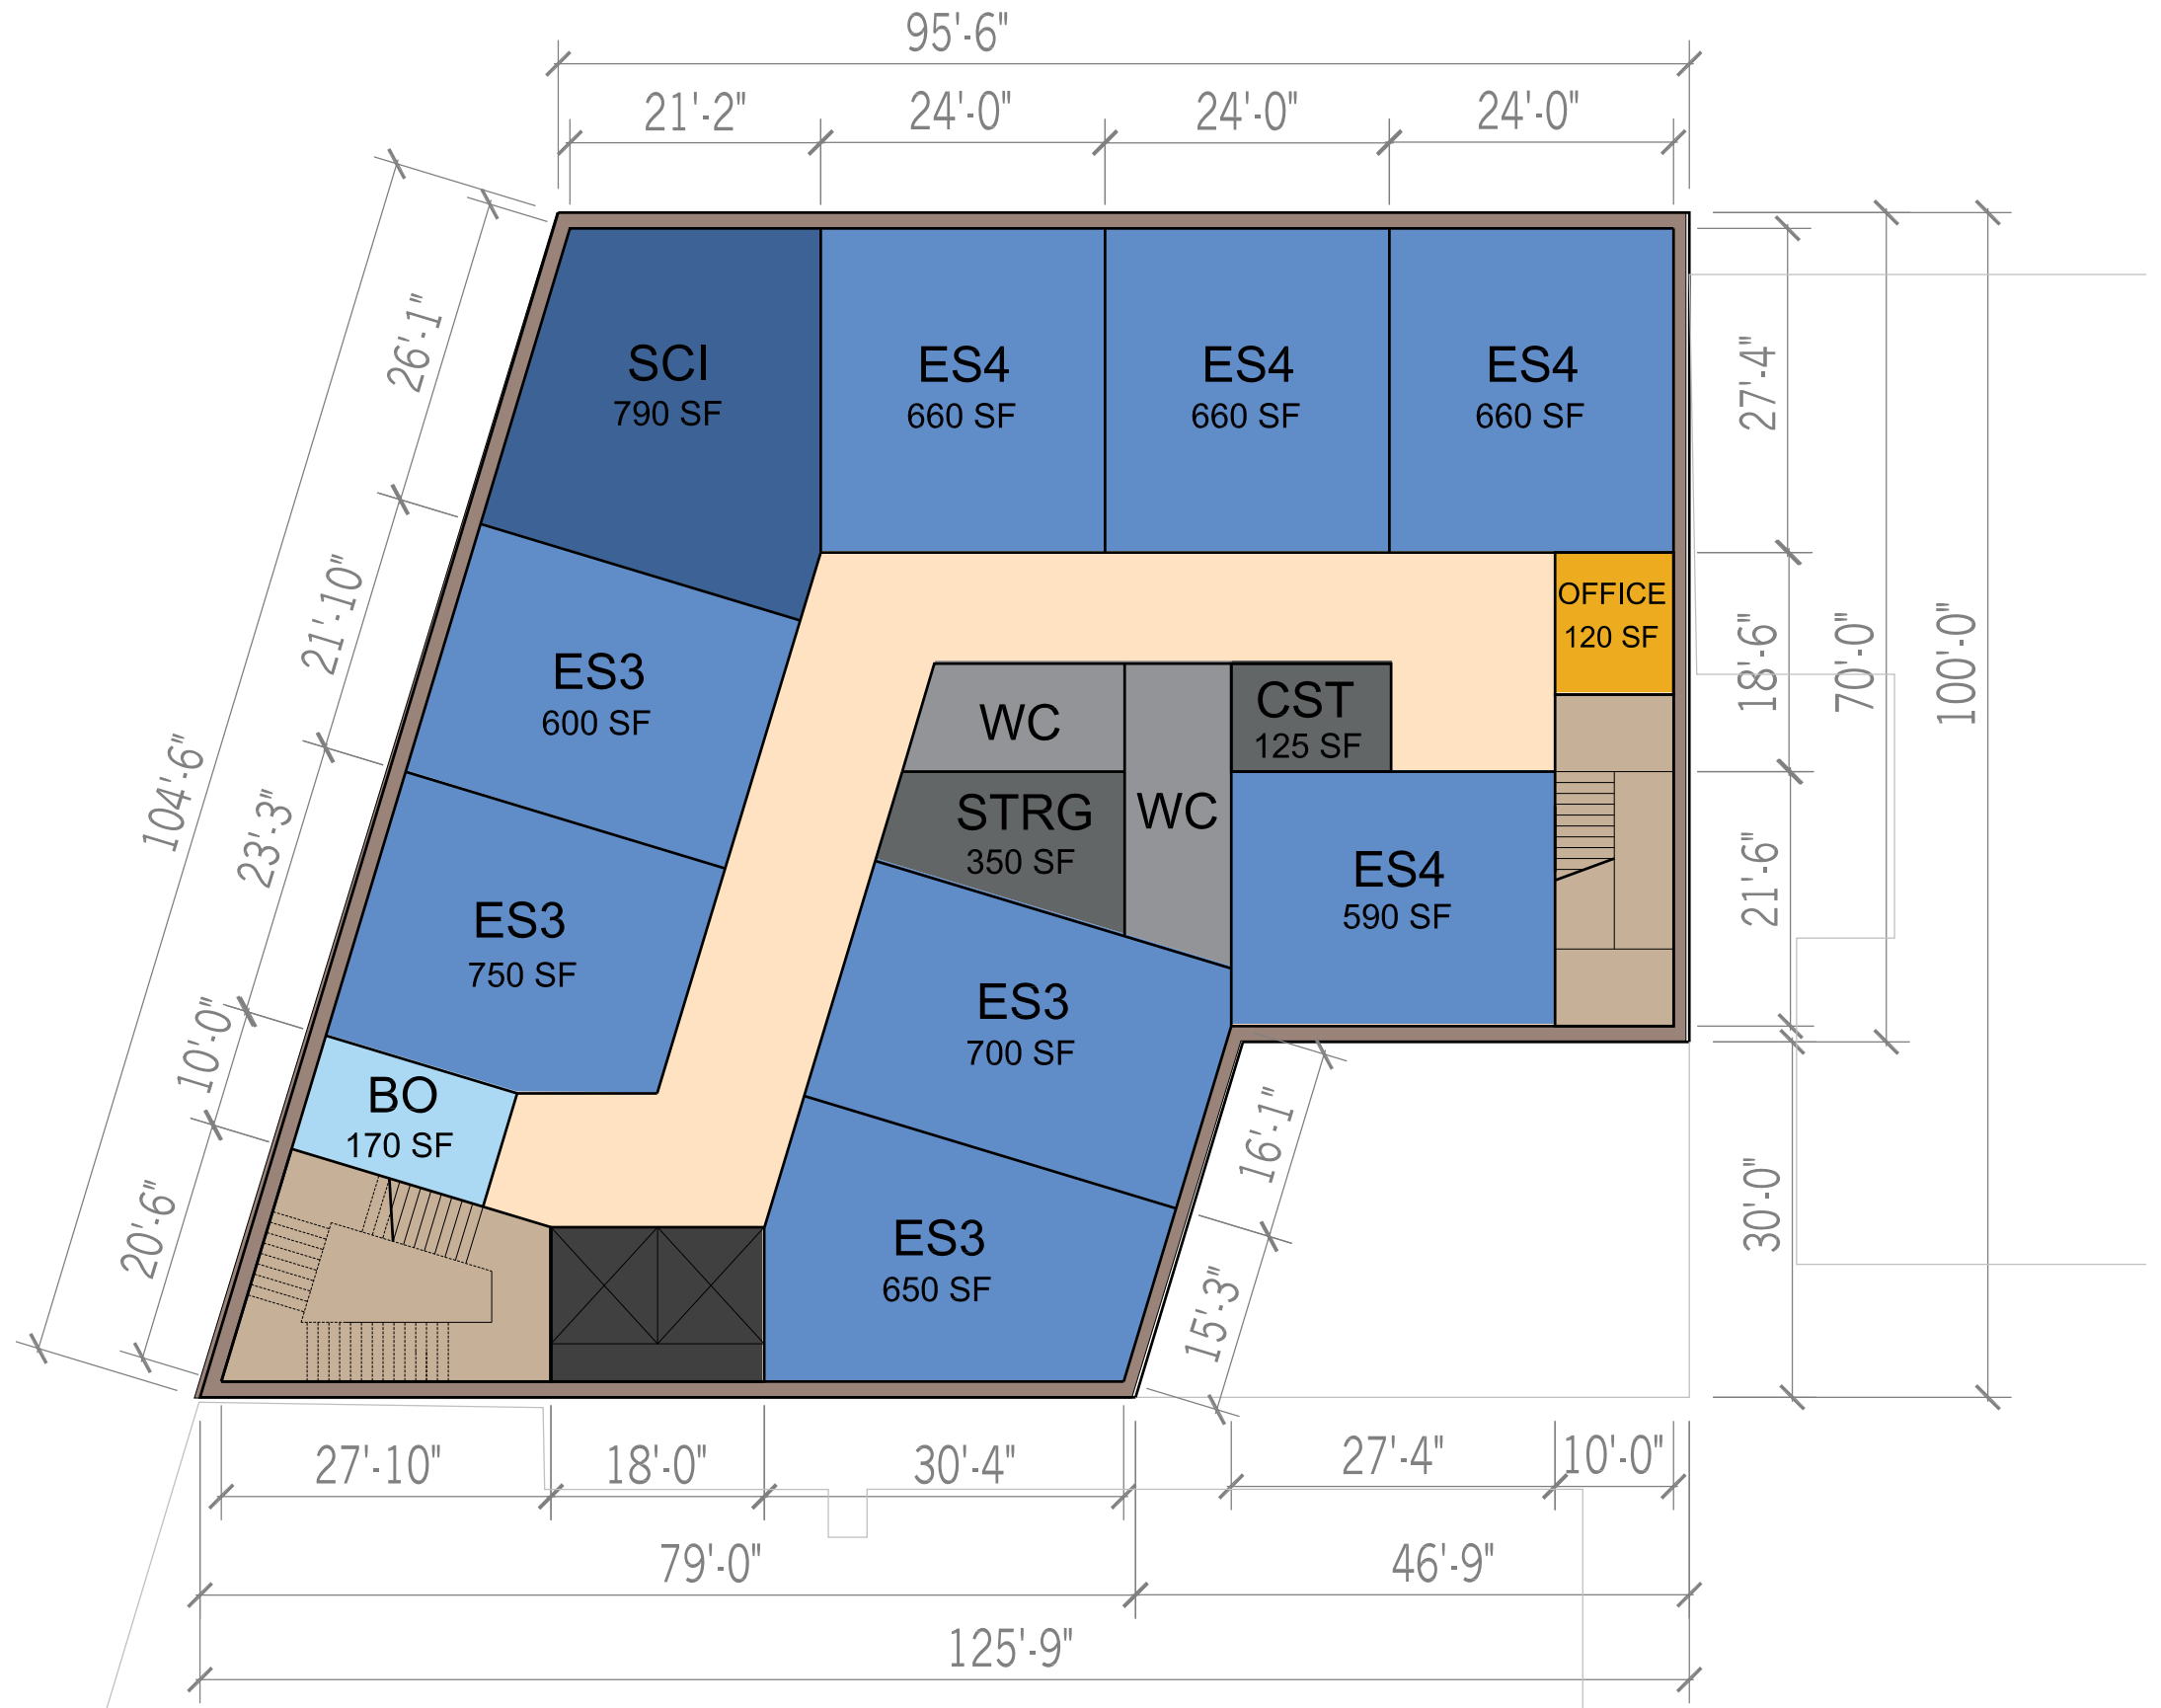 95'-6"
21'-2"
24'-0"
24'-0"
24'-0"
SCI
790 SF
ES4
660 SF
ES4
660 SF
ES4
660 SF
26'-1"
27'-4"
21'-10"
OFFICE
120 SF
18'-6"
70'-0"
100'-0"
ES3
600 SF
WC
CST
125 SF
104'-6"
23'-3"
STRG
350 SF
WC
ES4
590 SF
21'-6"
ES3
750 SF
ES3
700 SF
10'-0"
BO
170 SF
16'-1"
20'-6"
ES3
650 SF
15'-3"
30'-0"
27'-10"
18'-0"
30'-4"
27'-4"
10'-0"
79'-0"
46'-9"
125'-9"